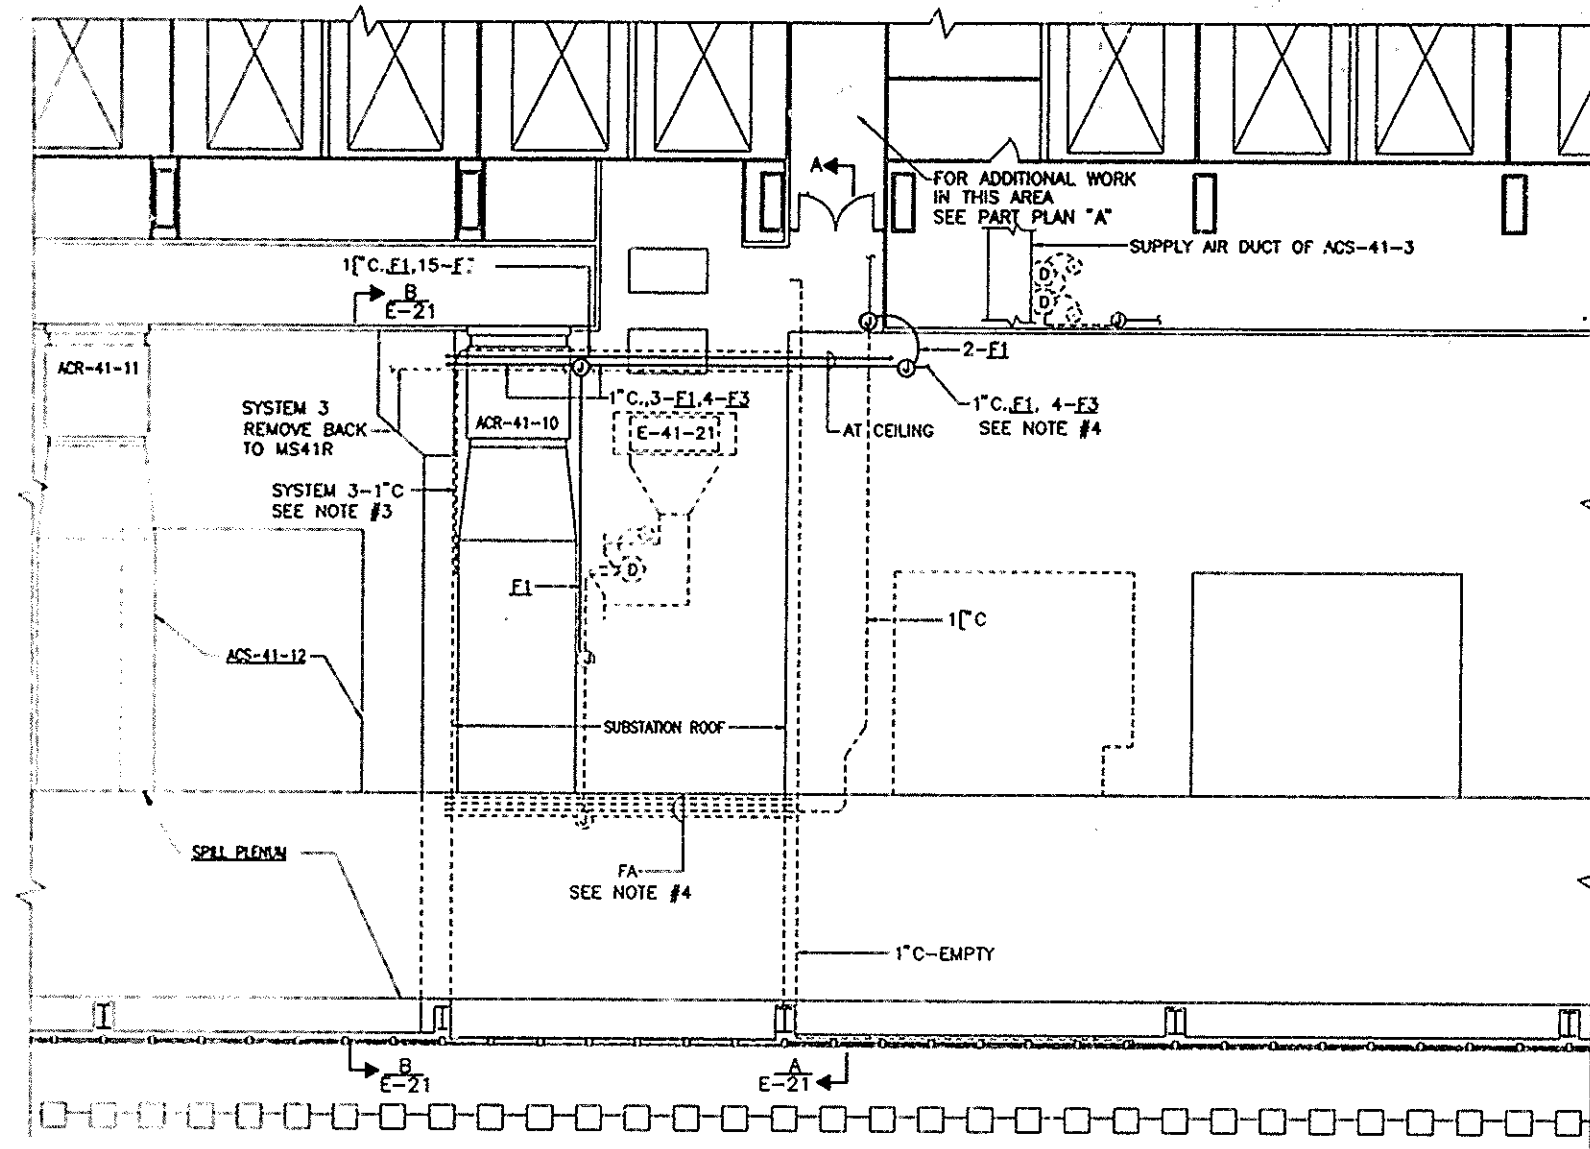 A
FOR ADDITIONAL WORK
IN THIS AREA
SEE PART PLAN "A"
SUPPLY AIR DUCT OF ACS-41-3
1["C.,F1,15-F
B
E-21
D
D
J
J
2-F1
ACR-41-11
J
J
1"C.,3-F1,4-F3
1"C.,F1, 4-F3
SEE NOTE #4
SYSTEM 3
REMOVE BACK
TO MS41R
ACR-41-10
E-41-21
AT CEILING
SYSTEM 3-1"C
SEE NOTE #3
D
F1
1["C
J
ACS-41-12
SUBSTATION ROOF
J
SPILL PLENUM
FA
SEE NOTE #4
1"C-EMPTY
B
E-21
A
E-21